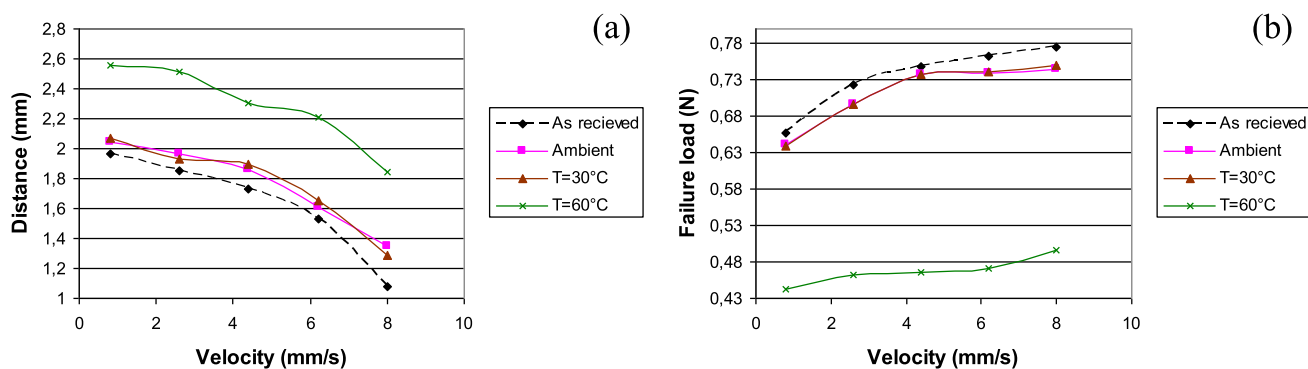 (a)
2,8
2,6
2,4
2,2
2
1,8
1,6
1,4
1,2
1
0 2 4 6 8 10
Distance (mm)
Velocity (mm/s)
As recieved
Ambient
T=30°C
T=60°C
(b)
0,78
0,73
0,68
0,63
0,58
0,53
0,48
0,43
0 2 4 6 8 10
Failure load (N)
Velocity (mm/s)
As recieved
Ambient
T=30°C
T=60°C